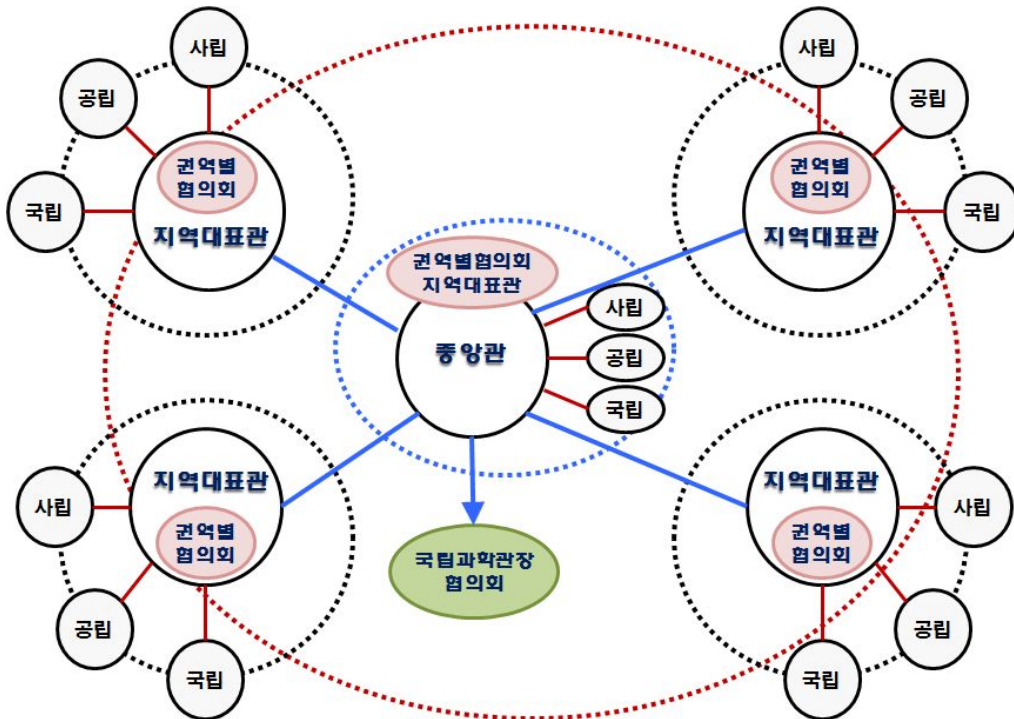 사립
공립
국립
권역별
협의회
지역대표관
사립
공립
국립
권역별
협의회
지역대표관
권역별협의회
지역대표관
중앙관
사립
공립
국립
지역대표관
권역별
협의회
사립
공립
국립
국립과학관장
협의회
지역대표관
권역별
협의회
사립
공립
국립